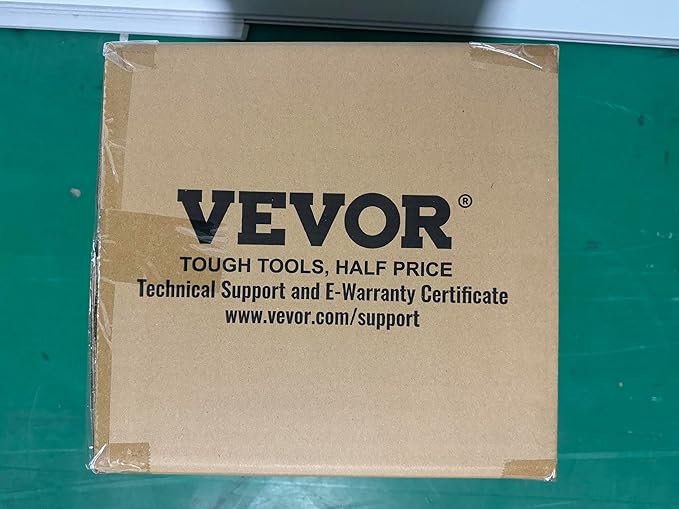 VEVOR®
TOUGH TOOLS, HALF PRICE
Technical Support and E-Warranty Certificate
www.vevor.com/support